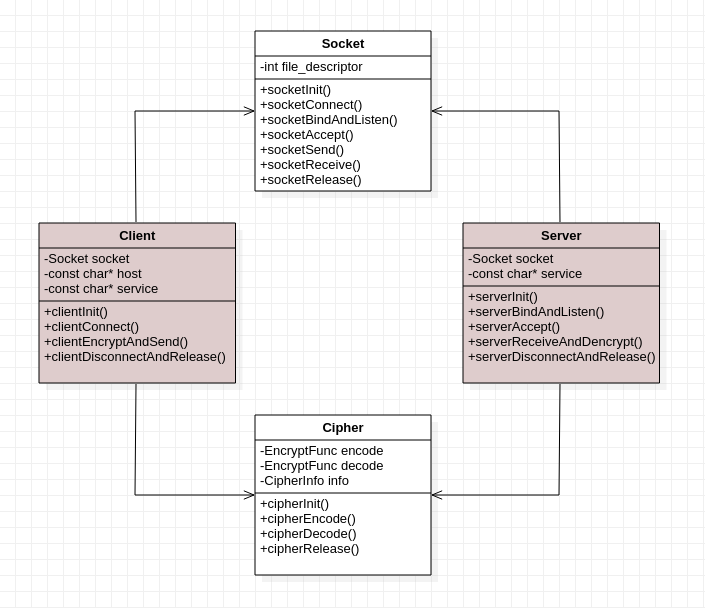 Socket
-int file_descriptor
+socketInit()
+socketConnect()
+socketBindAndListen()
+socketAccept()
+socketSend()
+socketReceive()
+socketRelease()
Client
-Socket socket
-const char* host
-const char* service
+clientInit()
+clientConnect()
+clientEncryptAndSend()
+clientDisconnectAndRelease()
Server
-Socket socket
-const char* service
+serverInit()
+serverBindAndListen()
+serverAccept()
+serverReceiveAndDencrypt()
+serverDisconnectAndRelease()
Cipher
-EncryptFunc encode
-EncryptFunc decode
-CipherInfo info
+cipherInit()
+cipherEncode()
+cipherDecode()
+cipherRelease()